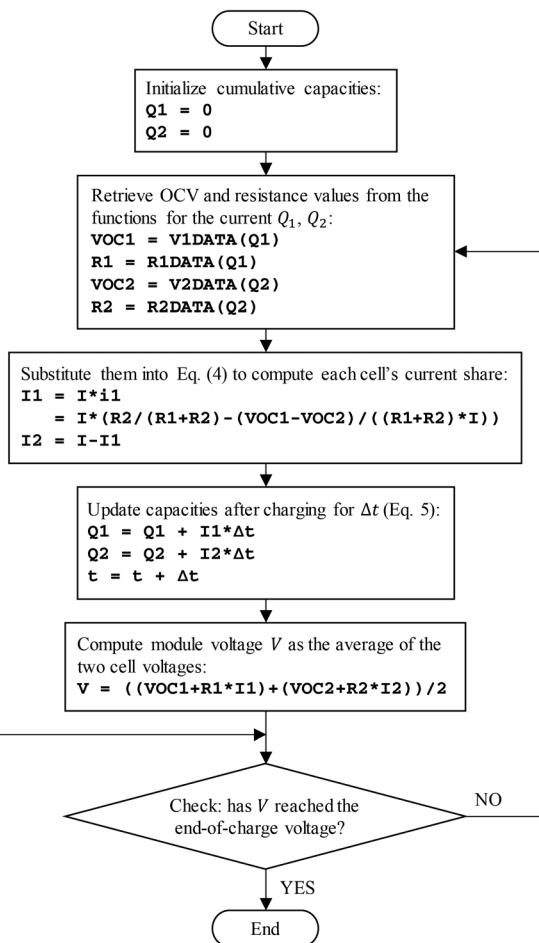 Start
Initialize cumulative capacities:
Q1 = 0
Q2 = 0
Retrieve OCV and resistance values from the
functions for the current Q₁, Q₂:
VOC1 = V1DATA(Q1)
R1 = R1DATA(Q1)
VOC2 = V2DATA(Q2)
R2 = R2DATA(Q2)
Substitute them into Eq. (4) to compute each cell’s current share:
I1 = I*i1
= I*(R2/(R1+R2)-(VOC1-VOC2)/((R1+R2)*I))
I2 = I-I1
Update capacities after charging for Δt (Eq. 5):
Q1 = Q1 + I1*Δt
Q2 = Q2 + I2*Δt
t = t + Δt
Compute module voltage V as the average of the
two cell voltages:
V = ((VOC1+R1*I1)+(VOC2+R2*I2))/2
Check: has V reached the
end-of-charge voltage?
NO
YES
End